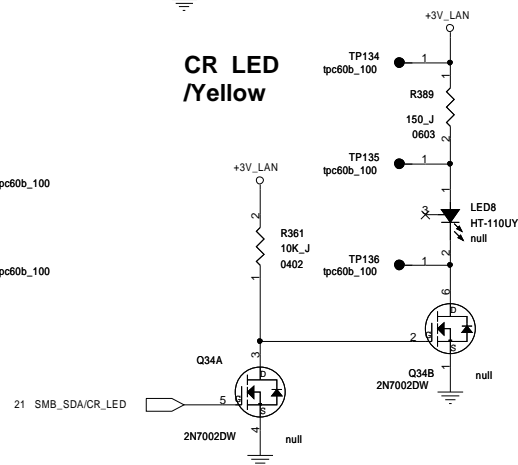 +3V_LAN
TP134
tpc60b_100
1
1
CR LED
/Yellow
R389
150_J
0603
2
TP135
tpc60b_100
1
1
+3V_LAN
pc60b_100
3
LED8
HT-110UY
null
2
2
R361
10K_J
0402
1
TP136
tpc60b_100
1
pc60b_100
6
D
2
G
S
Q34A
3
D
1
Q34B
null
2N7002DW
21 SMB_SDA/CR_LED
5
G
S
4
2N7002DW
null